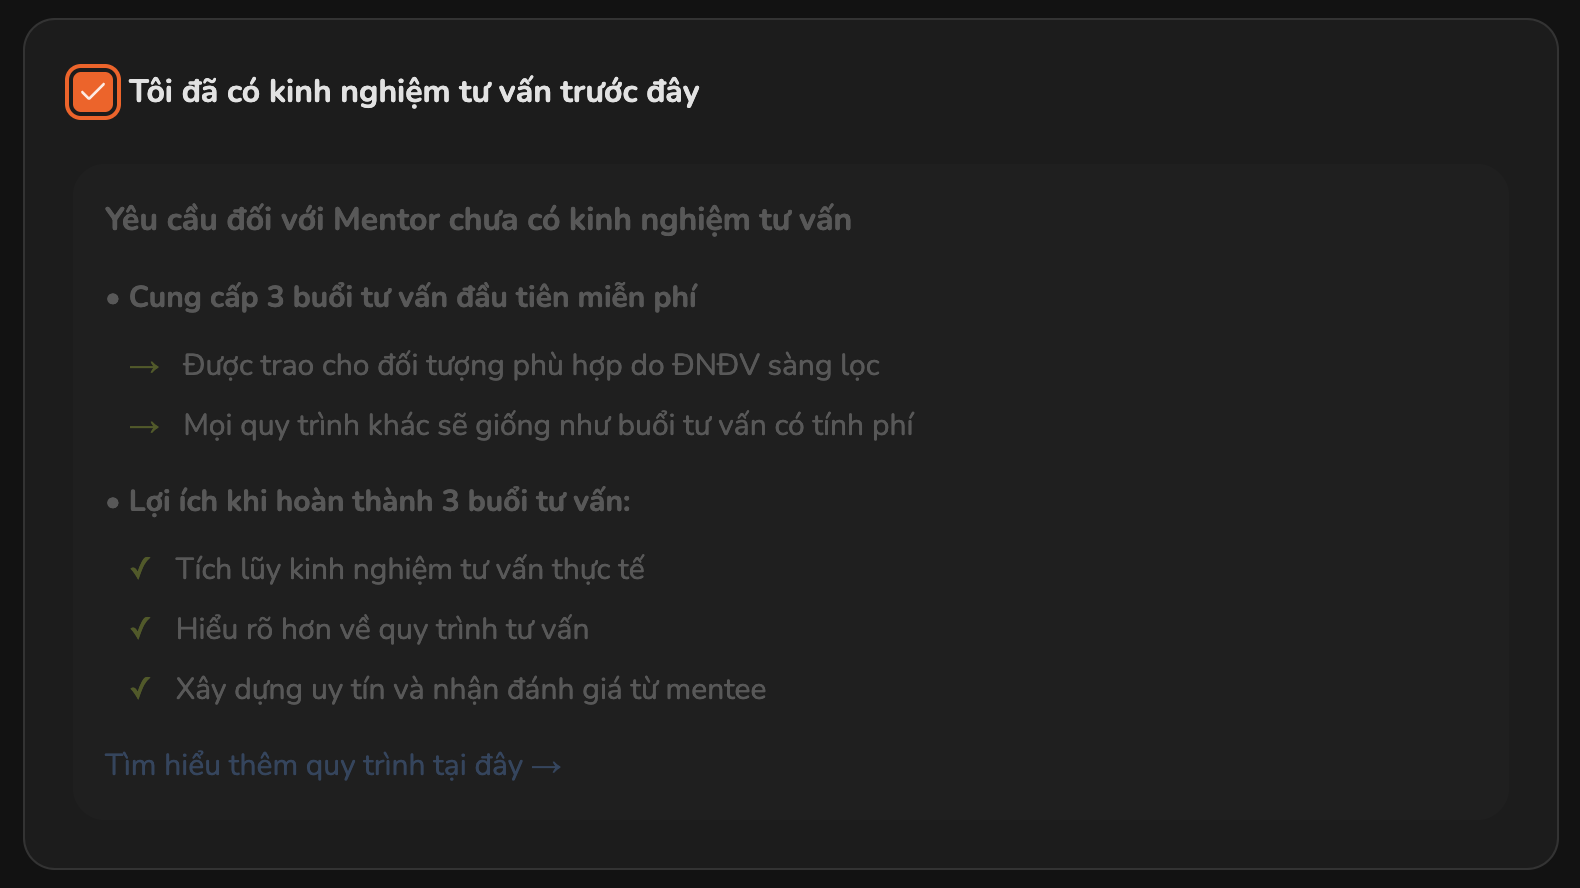 Tôi đã có kinh nghiệm tư vấn trước đây
Yêu cầu đối với Mentor chưa có kinh nghiệm tư vấn
• Cung cấp 3 buổi tư vấn đầu tiên miễn phí
→ Được trao cho đối tượng phù hợp do ĐNĐV sàng lọc
→ Mọi quy trình khác sẽ giống như buổi tư vấn có tính phí
• Lợi ích khi hoàn thành 3 buổi tư vấn:
✓ Tích lũy kinh nghiệm tư vấn thực tế
✓ Hiểu rõ hơn về quy trình tư vấn
✓ Xây dựng uy tín và nhận đánh giá từ mentee
Tìm hiểu thêm quy trình tại đây →